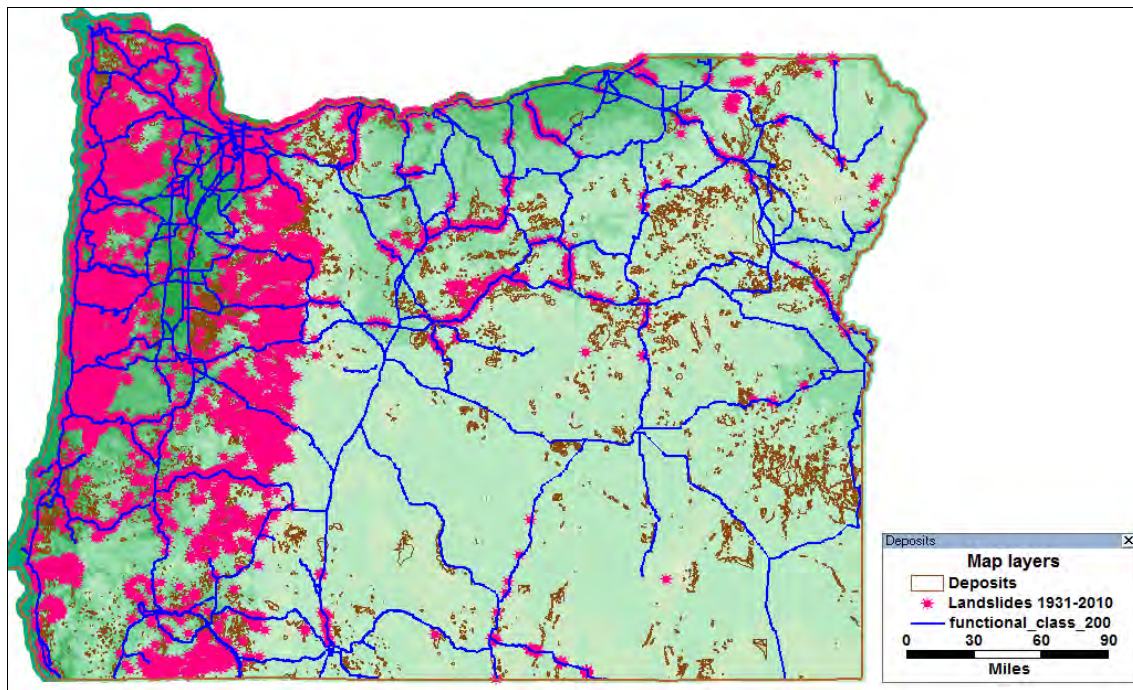 Deposits
Map layers
Deposits
Landslides 1931-2010
functional_class_200
0 30 60 90
Miles